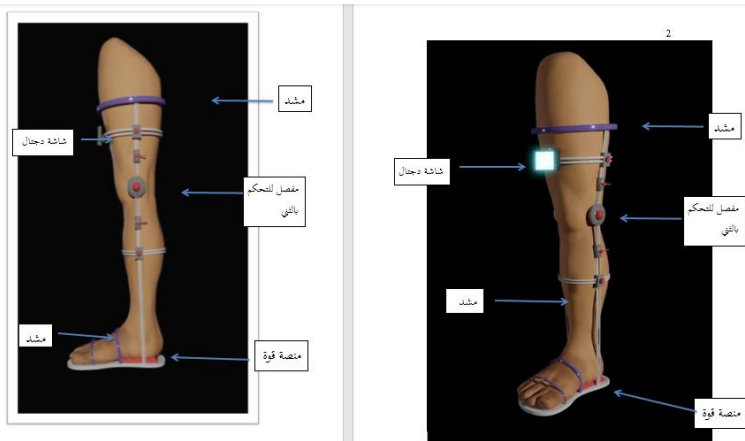 مشد
شاشة دجتال
مفصل للتحكم
بالثني
مشد
منصة قوة
2
مشد
شاشة دجتال
مفصل للتحكم
بالثني
مشد
منصة قوة